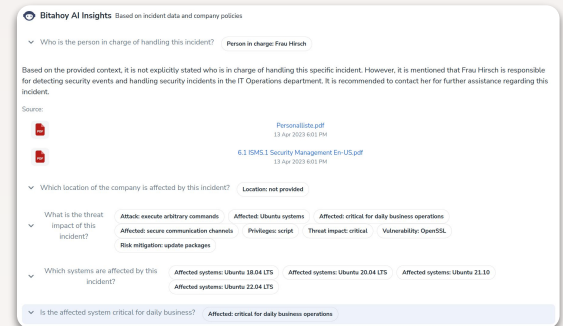 Bitahoy AI Insights Based on incident data and company policies
Who is the person in charge of handling this incident? Person in charge: Frau Hirsch
Based on the provided context, it is not explicitly stated who is in charge of handling this specific incident. However, it is mentioned that Frau Hirsch is responsible
for detecting security events and handling security incidents in the IT Operations department. It is recommended to contact her for further assistance regarding this
incident.
Source:
Personalliste.pdf
13 Apr 2023 6:01 PM
6.1 ISMS.1 Security Management En-US.pdf
13 Apr 2023 6:01 PM
Which location of the company is affected by this incident? Location: not provided
What is the threat
impact of this
incident?
Attack: execute arbitrary commands Affected: Ubuntu systems Affected: critical for daily business operations
Affected: secure communication channels Privileges: script Threat impact: critical Vulnerability: OpenSSL
Risk mitigation: update packages
Which systems are affected by this
incident?
Affected systems: Ubuntu 18.04 LTS Affected systems: Ubuntu 20.04 LTS Affected systems: Ubuntu 21.10
Affected systems: Ubuntu 22.04 LTS
Is the affected system critical for daily business? Affected: critical for daily business operations